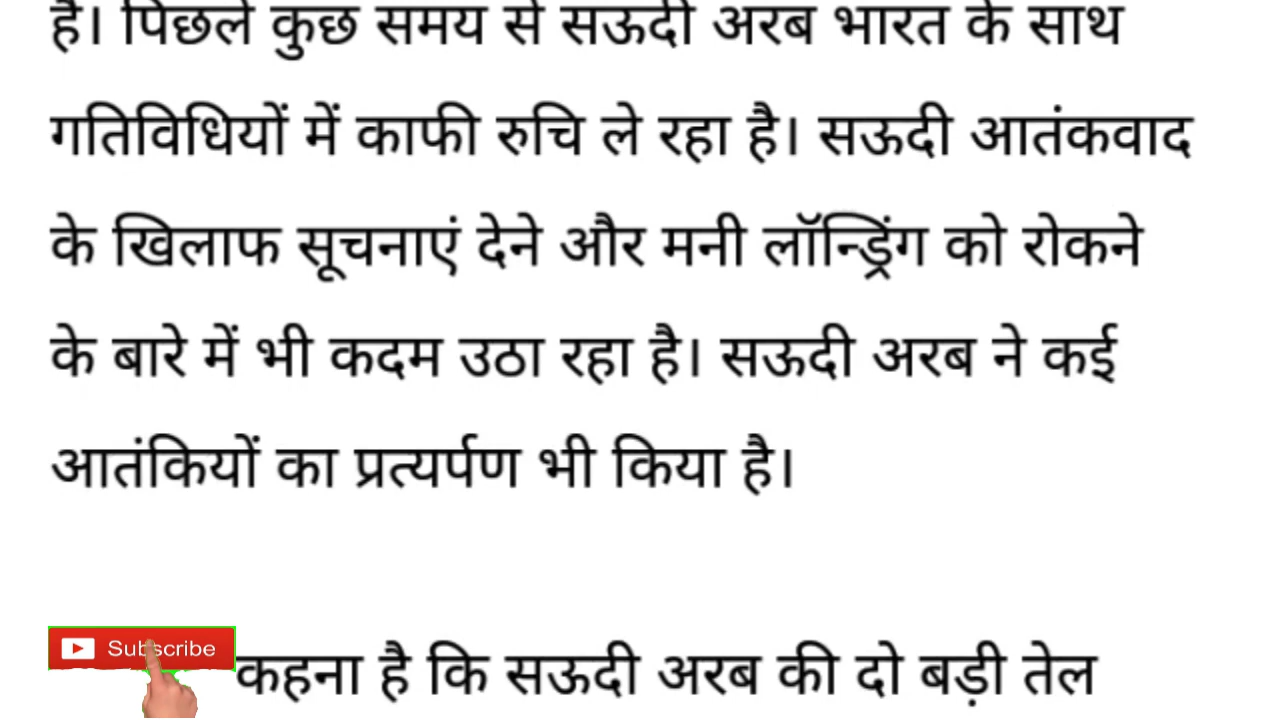 है। पिछले कुछ समय से सऊदी अरब भारत के साथ
गतिविधियों में काफी रुचि ले रहा है। सऊदी आतंकवाद
के खिलाफ सूचनाएं देने और मनी लॉन्ड्रिंग को रोकने
के बारे में भी कदम उठा रहा है। सऊदी अरब ने कई
आतंकियों का प्रत्यर्पण भी किया है।
Subscribe
कहना है कि सऊदी अरब की दो बड़ी तेल